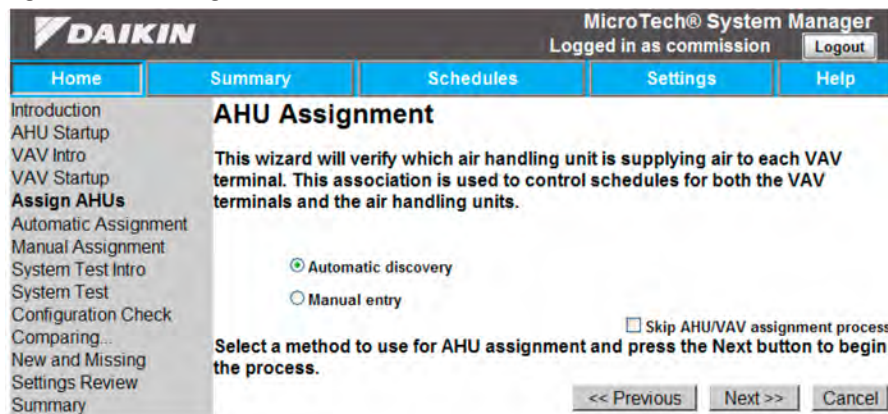 DAIKIN
MicroTech® System Manager
Logged in as commission
Logout
Home
Summary
Schedules
Settings
Help
Introduction
AHU Startup
VAV Intro
VAV Startup
Assign AHUs
Automatic Assignment
Manual Assignment
System Test Intro
System Test
Configuration Check
Comparing...
New and Missing
Settings Review
Summary
AHU Assignment
This wizard will verify which air handling unit is supplying air to each VAV
terminal. This association is used to control schedules for both the VAV
terminals and the air handling units.
Automatic discovery
Manual entry
Skip AHU/VAV assignment process
Select a method to use for AHU assignment and press the Next button to begin
the process.
<< Previous
Next >>
Cancel